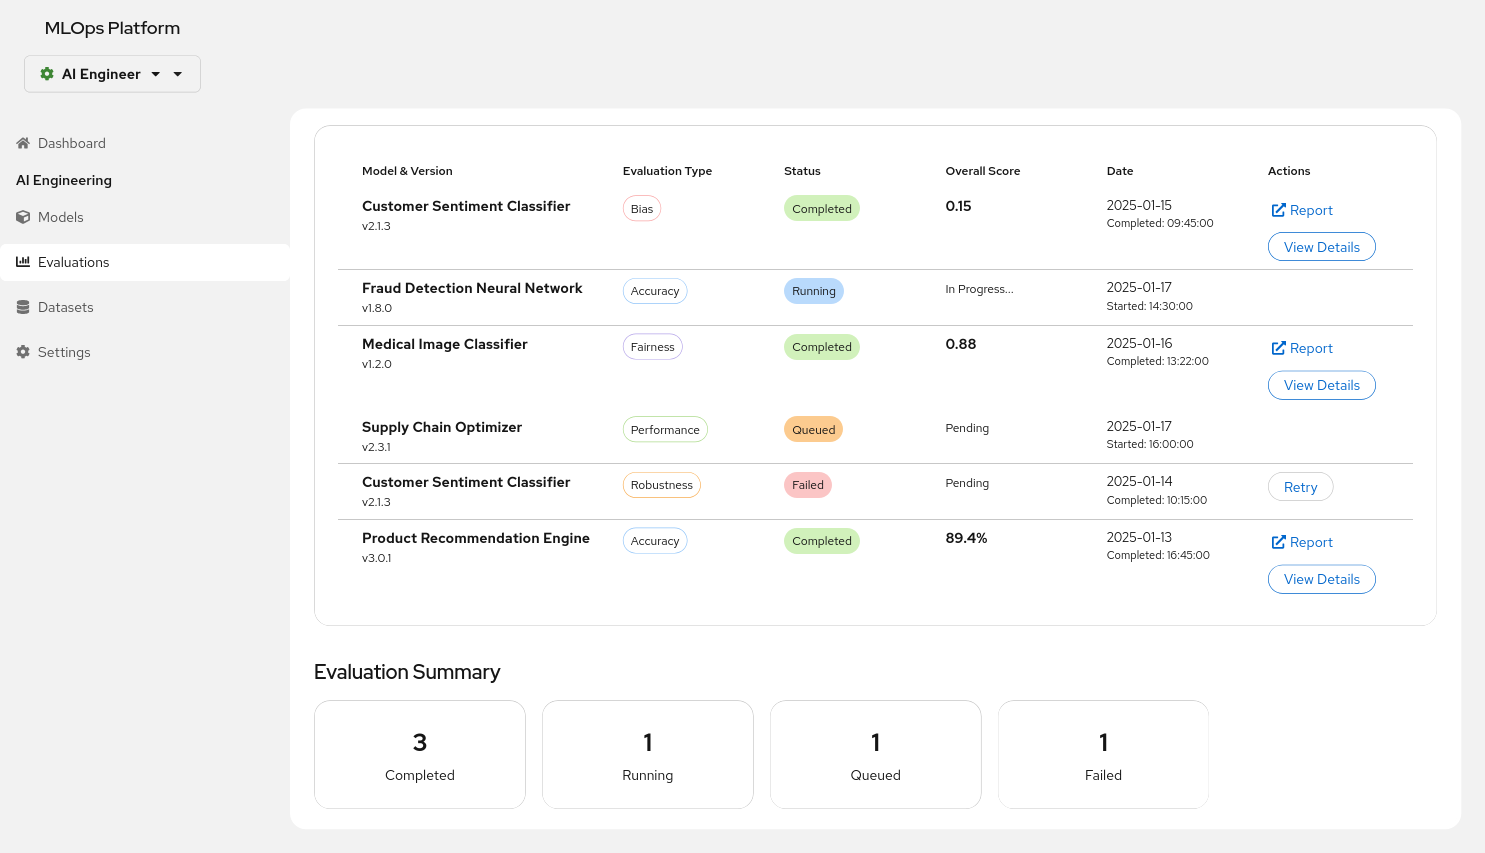 MLOps Platform
AI Engineer
Dashboard
AI Engineering
Models
Evaluations
Datasets
Settings
Model & Version Evaluation Type Status Overall Score Date Actions
Customer Sentiment Classifier Bias Completed 0.15 2025-01-15 Report
v2.1.3 Completed: 09:45:00
View Details
Fraud Detection Neural Network Accuracy Running In Progress... 2025-01-17
v1.8.0 Started: 14:30:00
Medical Image Classifier Fairness Completed 0.88 2025-01-16 Report
v1.2.0 Completed: 13:22:00
View Details
Supply Chain Optimizer Performance Queued Pending 2025-01-17
v2.3.1 Started: 16:00:00
Customer Sentiment Classifier Robustness Failed Pending 2025-01-14 Retry
v2.1.3 Completed: 10:15:00
Product Recommendation Engine Accuracy Completed 89.4% 2025-01-13 Report
v3.0.1 Completed: 16:45:00
View Details
Evaluation Summary
3 1 1 1
Completed Running Queued Failed